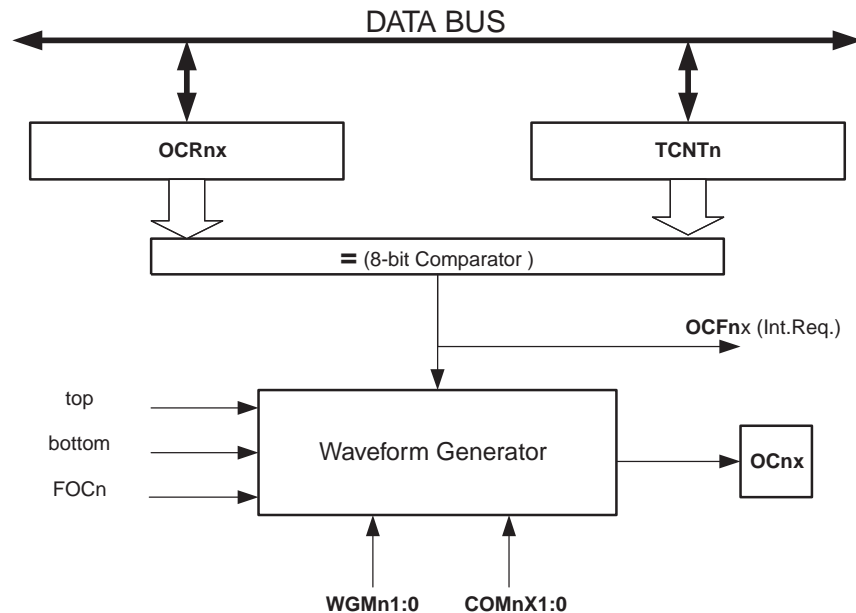 DATA BUS
OCRnx
TCNTn
= (8-bit Comparator )
OCFnx (Int.Req.)
top
bottom
FOCn
Waveform Generator
OCnx
WGMn1:0
COMnX1:0